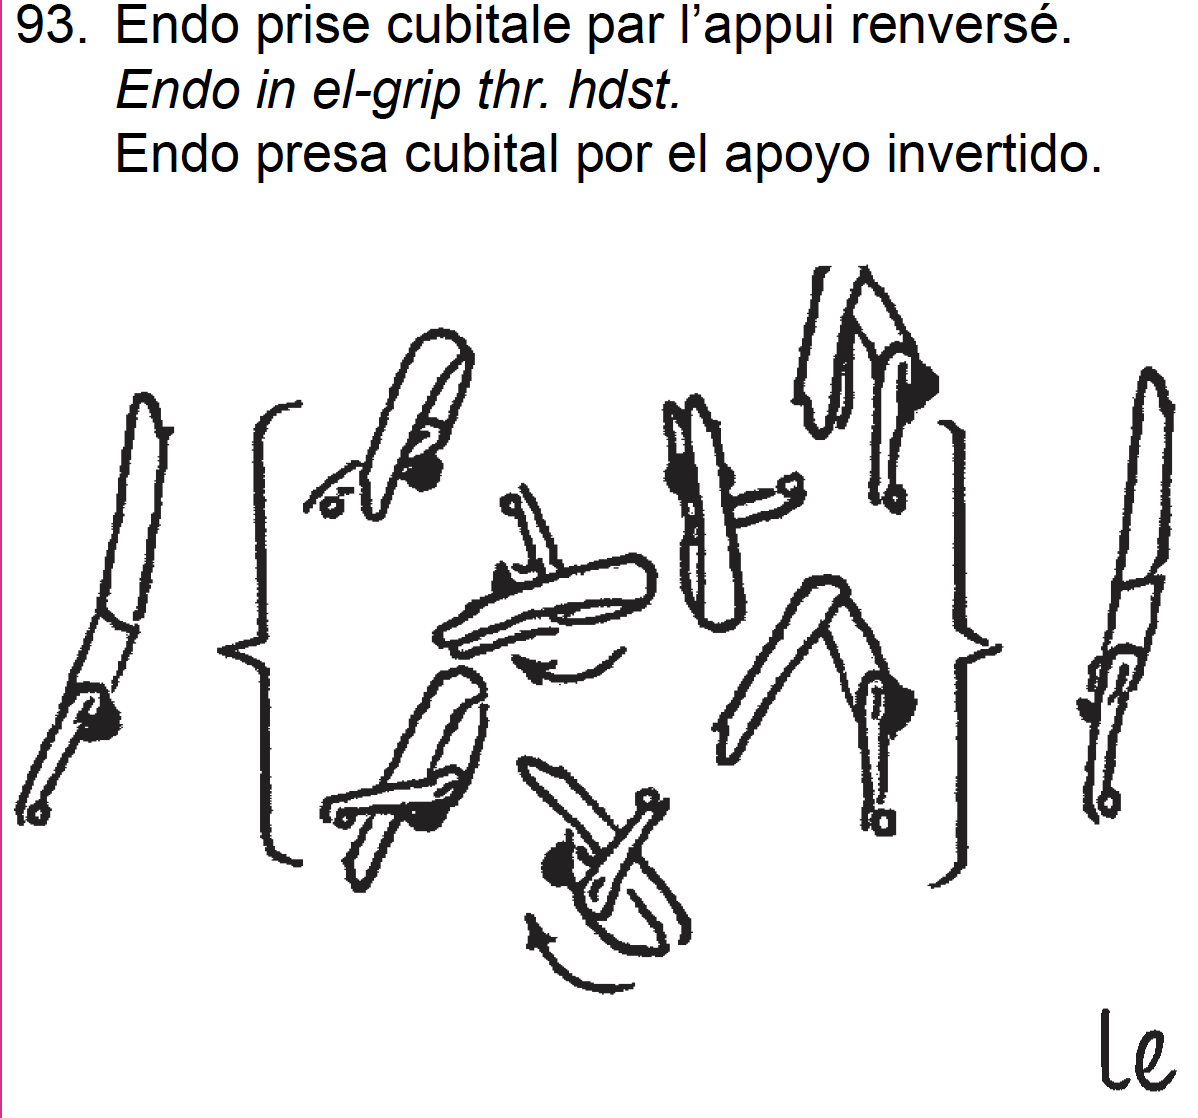 93. Endo prise cubitale par l’appui renversé.
Endo in el-grip thr. hdst.
Endo presa cubital por el apoyo invertido.
le